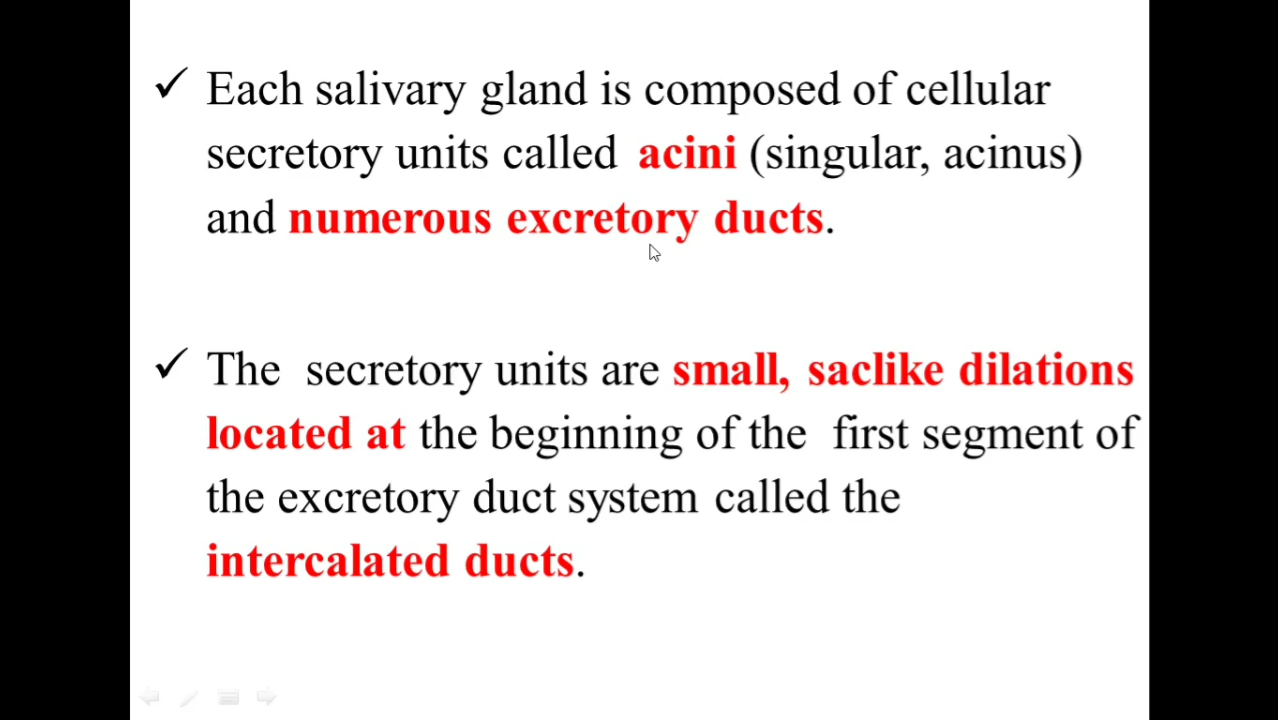 ✓ Each salivary gland is composed of cellular
secretory units called acini (singular, acinus)
and numerous excretory ducts.
✓ The secretory units are small, saclike dilations
located at the beginning of the first segment of
the excretory duct system called the
intercalated ducts.